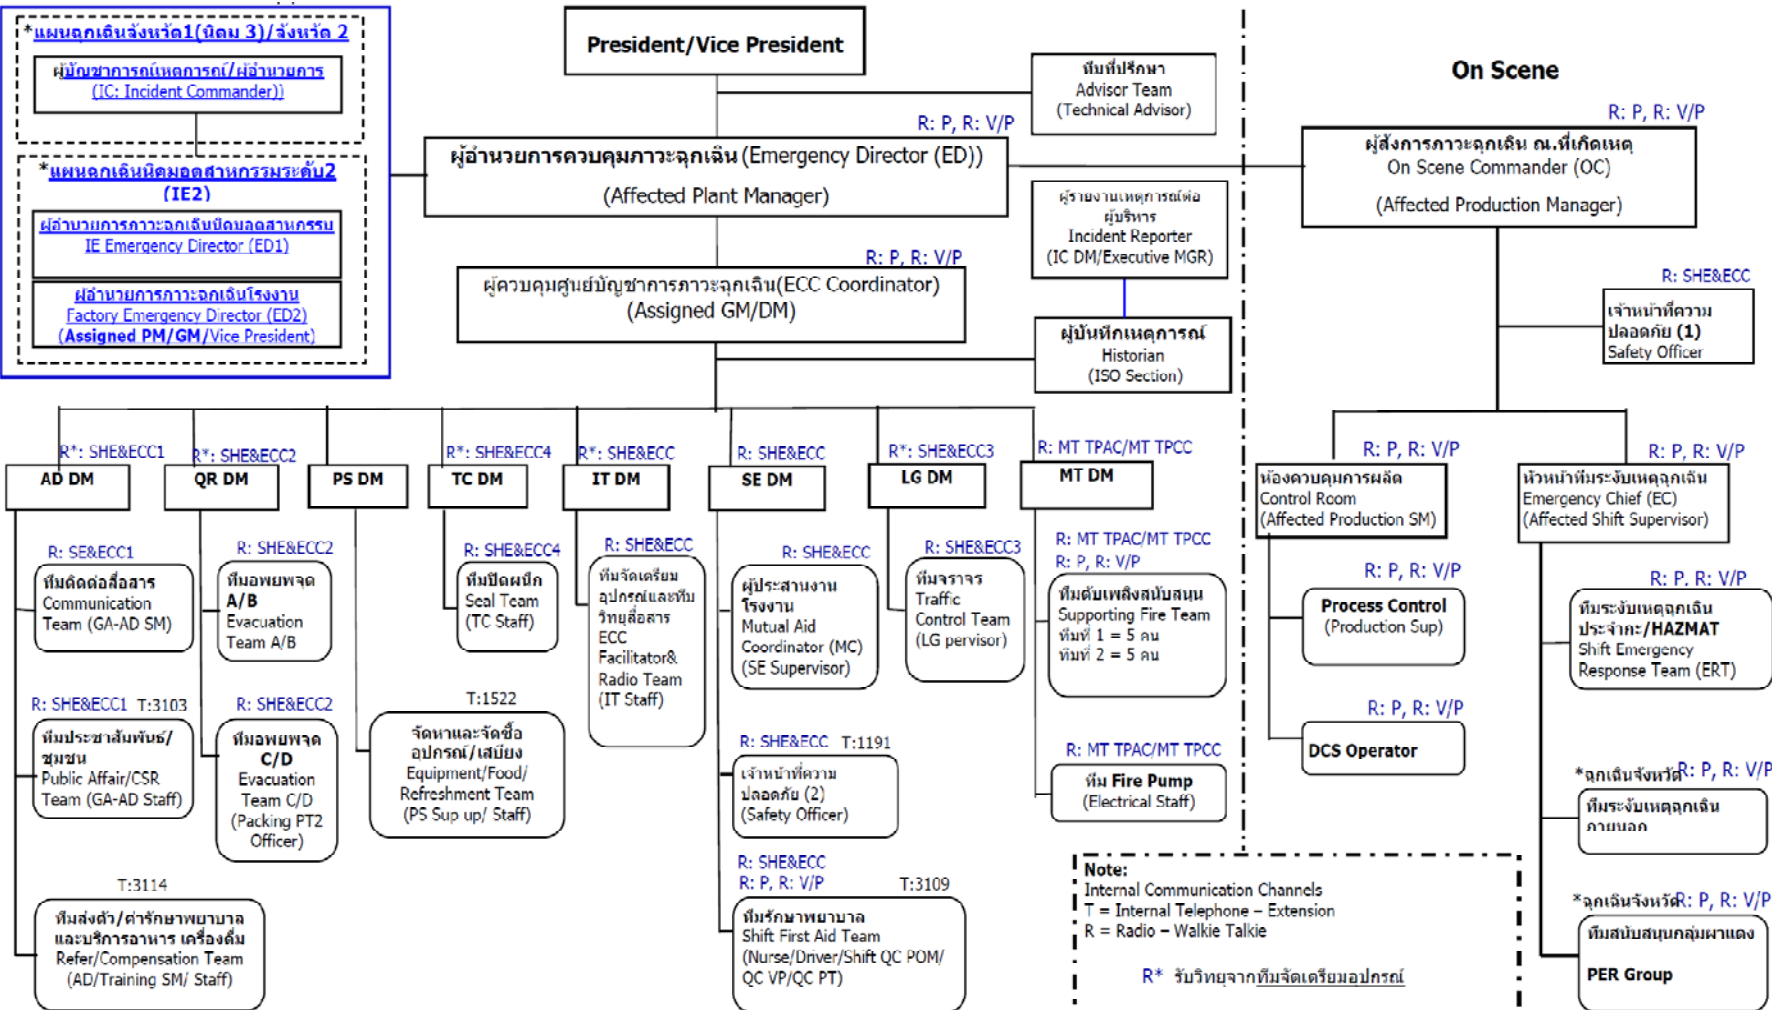 *แผนฉุกเฉินจังหวัด1(นิคม 3)/จังหวัด 2
ผู้บัญชาการณ์เหตุการณ์/ผู้อำนวยการ
(IC: Incident Commander))
*แผนฉุกเฉินนิคมอุตสาหกรรมระดับ2
(IE2)
ผู้อำนวยการภาวะฉุกเฉินนิคมอุตสาหกรรม
IE Emergency Director (ED1)
ผู้อำนวยการภาวะฉุกเฉินโรงงาน
Factory Emergency Director (ED2)
(Assigned PM/GM/Vice President)
President/Vice President
ทีมที่ปรึกษา
Advisor Team
(Technical Advisor)
R: P, R: V/P
ผู้อำนวยการควบคุมภาวะฉุกเฉิน (Emergency Director (ED))
(Affected Plant Manager)
ผู้รายงานเหตุการณ์ต่อ
ผู้บริหาร
Incident Reporter
(IC DM/Executive MGR)
R: P, R: V/P
ผู้ควบคุมศูนย์บัญชาการภาวะฉุกเฉิน(ECC Coordinator)
(Assigned GM/DM)
ผู้บันทึกเหตุการณ์
Historian
(ISO Section)
On Scene
R: P, R: V/P
ผู้สั่งการภาวะฉุกเฉิน ณ.ที่เกิดเหตุ
On Scene Commander (OC)
(Affected Production Manager)
R: SHE&ECC
เจ้าหน้าที่ความ
ปลอดภัย (1)
Safety Officer
R*: SHE&ECC1
AD DM
R*: SHE&ECC2
QR DM
PS DM
R*: SHE&ECC4
TC DM
R*: SHE&ECC
IT DM
R: SHE&ECC
SE DM
R*: SHE&ECC3
LG DM
R: MT TPAC/MT TPCC
MT DM
R: P, R: V/P
ห้องควบคุมการผลิต
Control Room
(Affected Production SM)
R: P, R: V/P
หัวหน้าทีมระงับเหตุฉุกเฉิน
Emergency Chief (EC)
(Affected Shift Supervisor)
R: SE&ECC1
ทีมติดต่อสื่อสาร
Communication
Team (GA-AD SM)
R: SHE&ECC2
ทีมอพยพจุด
A/B
Evacuation
Team A/B
R: SHE&ECC4
ทีมปิดผนึก
Seal Team
(TC Staff)
R: SHE&ECC
ทีมจัดเตรียม
อุปกรณ์และทีม
วิทยุสื่อสาร
ECC
Facilitator&
Radio Team
(IT Staff)
R: SHE&ECC
ผู้ประสานงาน
โรงงาน
Mutual Aid
Coordinator (MC)
(SE Supervisor)
R: SHE&ECC3
ทีมจราจร
Traffic
Control Team
(LG pervisor)
R: MT TPAC/MT TPCC
R: P, R: V/P
ทีมดับเพลิงสนับสนุน
Supporting Fire Team
ทีมที่ 1 = 5 คน
ทีมที่ 2 = 5 คน
R: P, R: V/P
Process Control
(Production Sup)
R: P, R: V/P
ทีมระงับเหตุฉุกเฉิน
ประจำกะ/HAZMAT
Shift Emergency
Response Team (ERT)
R: SHE&ECC1 T:3103
ทีมประชาสัมพันธ์/
ชุมชน
Public Affair/CSR
Team (GA-AD Staff)
R: SHE&ECC2
ทีมอพยพจุด
C/D
Evacuation
Team C/D
(Packing PT2
Officer)
T:1522
จัดหาและจัดซื้อ
อุปกรณ์/เสบียง
Equipment/Food/
Refreshment Team
(PS Sup up/ Staff)
R: SHE&ECC T:1191
เจ้าหน้าที่ความ
ปลอดภัย (2)
(Safety Officer)
R: MT TPAC/MT TPCC
ทีม Fire Pump
(Electrical Staff)
R: P, R: V/P
DCS Operator
*ฉุกเฉินจังหวัด R: P, R: V/P
ทีมระงับเหตุฉุกเฉิน
ภายนอก
T:3114
ทีมส่งตัว/ค่ารักษาพยาบาล
และบริการอาหาร เครื่องดื่ม
Refer/Compensation Team
(AD/Training SM/ Staff)
R: SHE&ECC
R: P, R: V/P T:3109
ทีมรักษาพยาบาล
Shift First Aid Team
(Nurse/Driver/Shift QC POM/
QC VP/QC PT)
Note:
Internal Communication Channels
T = Internal Telephone – Extension
R = Radio – Walkie Talkie
R* รับวิทยุจากทีมจัดเตรียมอุปกรณ์
*ฉุกเฉินจังหวัด R: P, R: V/P
ทีมสนับสนุนกลุ่มผาแดง
PER Group